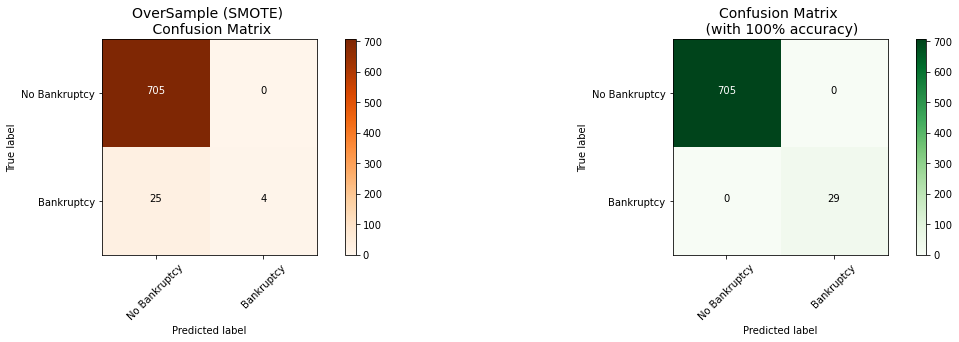 OverSample (SMOTE)
Confusion Matrix
True label
No Bankruptcy
Bankruptcy
705
0
25
4
No Bankruptcy
Bankruptcy
Predicted label
700
600
500
400
300
200
100
0
Confusion Matrix
(with 100% accuracy)
True label
No Bankruptcy
Bankruptcy
705
0
0
29
No Bankruptcy
Bankruptcy
Predicted label
700
600
500
400
300
200
100
0